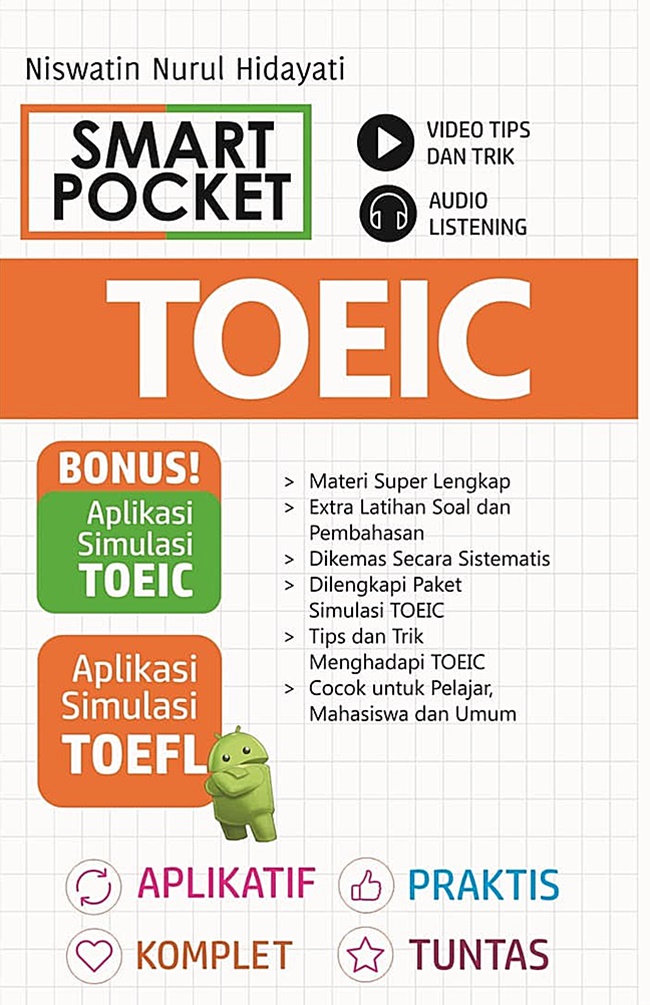 Niswatin Nurul Hidayati
SMART
POCKET
VIDEO TIPS
DAN TRIK
AUDIO
LISTENING
TOEIC
BONUS!
Aplikasi
Simulasi
TOEIC
Aplikasi
Simulasi
TOEFL
> Materi Super Lengkap
> Extra Latihan Soal dan
Pembahasan
> Dikemas Secara Sistematis
> Dilengkapi Paket
Simulasi TOEIC
> Tips dan Trik
Menghadapi TOEIC
> Cocok untuk Pelajar,
Mahasiswa dan Umum
APLIKATIF
PRAKTIS
KOMPLET
TUNTAS